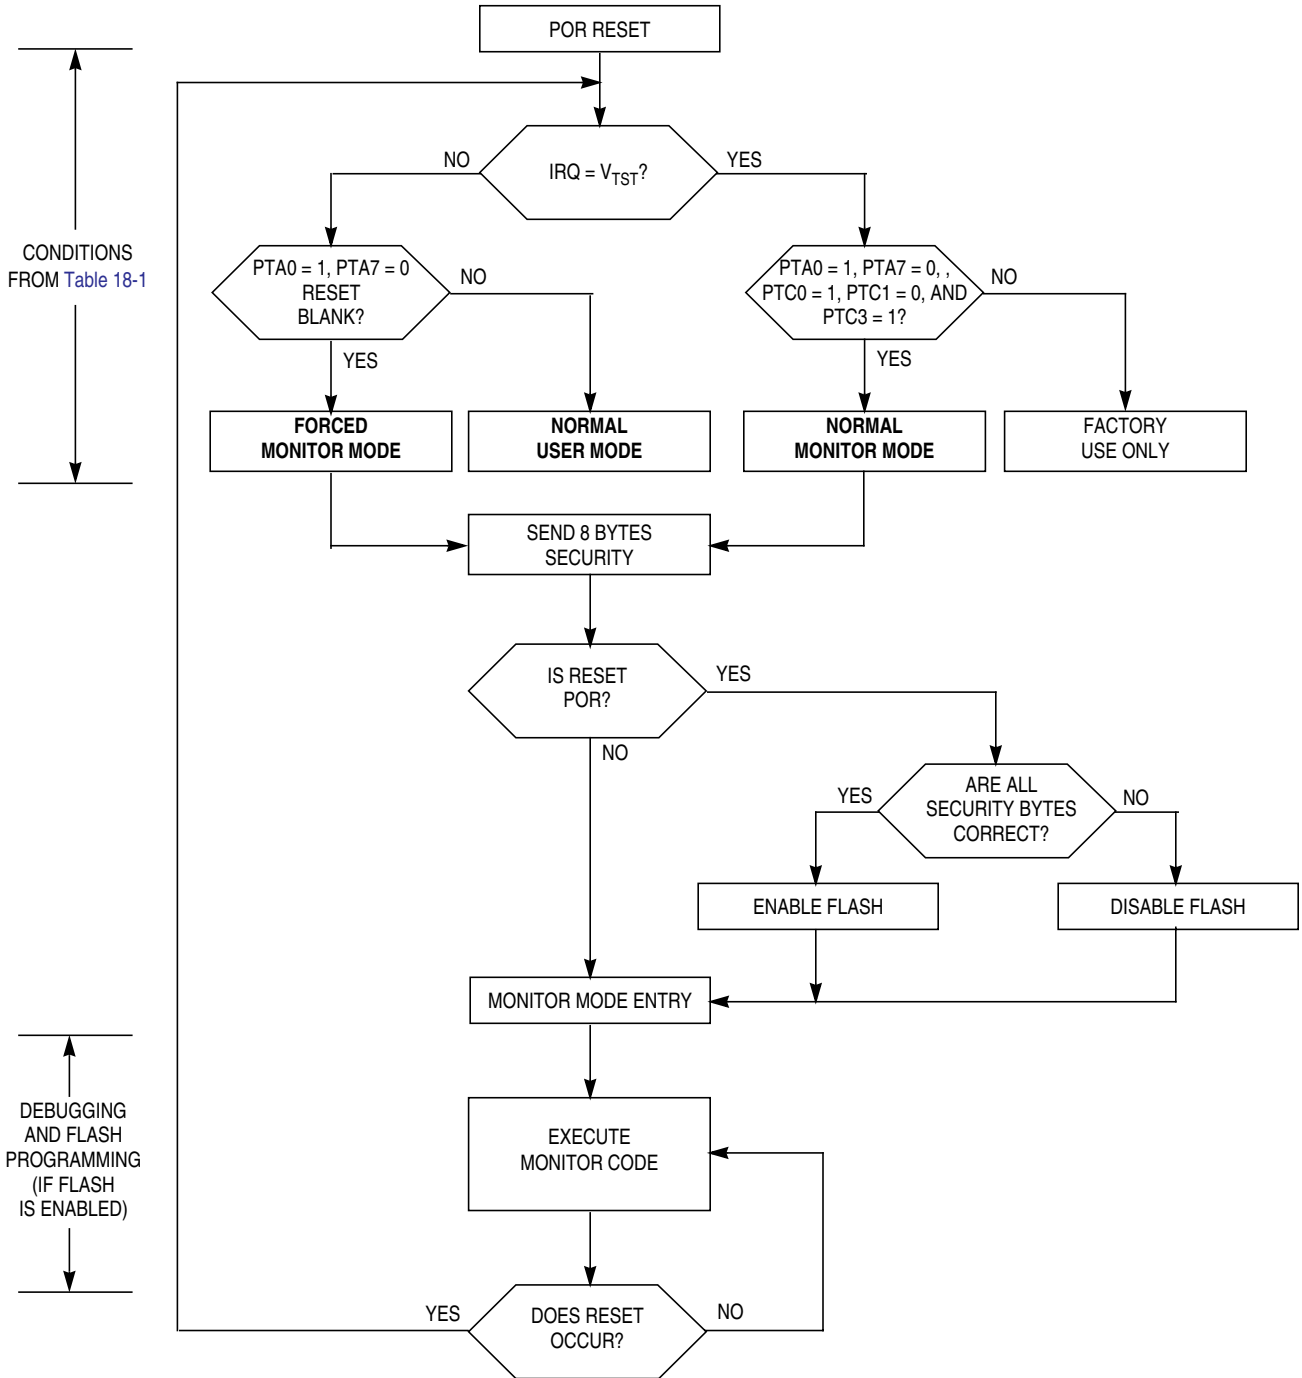 POR RESET
IRQ = VTST?
NO
YES
CONDITIONS
FROM Table 18-1
PTA0 = 1, PTA7 = 0
RESET
BLANK?
NO
YES
PTA0 = 1, PTA7 = 0, ,
PTC0 = 1, PTC1 = 0, AND
PTC3 = 1?
NO
YES
FORCED
MONITOR MODE
NORMAL
USER MODE
NORMAL
MONITOR MODE
FACTORY
USE ONLY
SEND 8 BYTES
SECURITY
IS RESET
POR?
YES
NO
ARE ALL
SECURITY BYTES
CORRECT?
YES
NO
ENABLE FLASH
DISABLE FLASH
MONITOR MODE ENTRY
DEBUGGING
AND FLASH
PROGRAMMING
(IF FLASH
IS ENABLED)
EXECUTE
MONITOR CODE
DOES RESET
OCCUR?
YES
NO